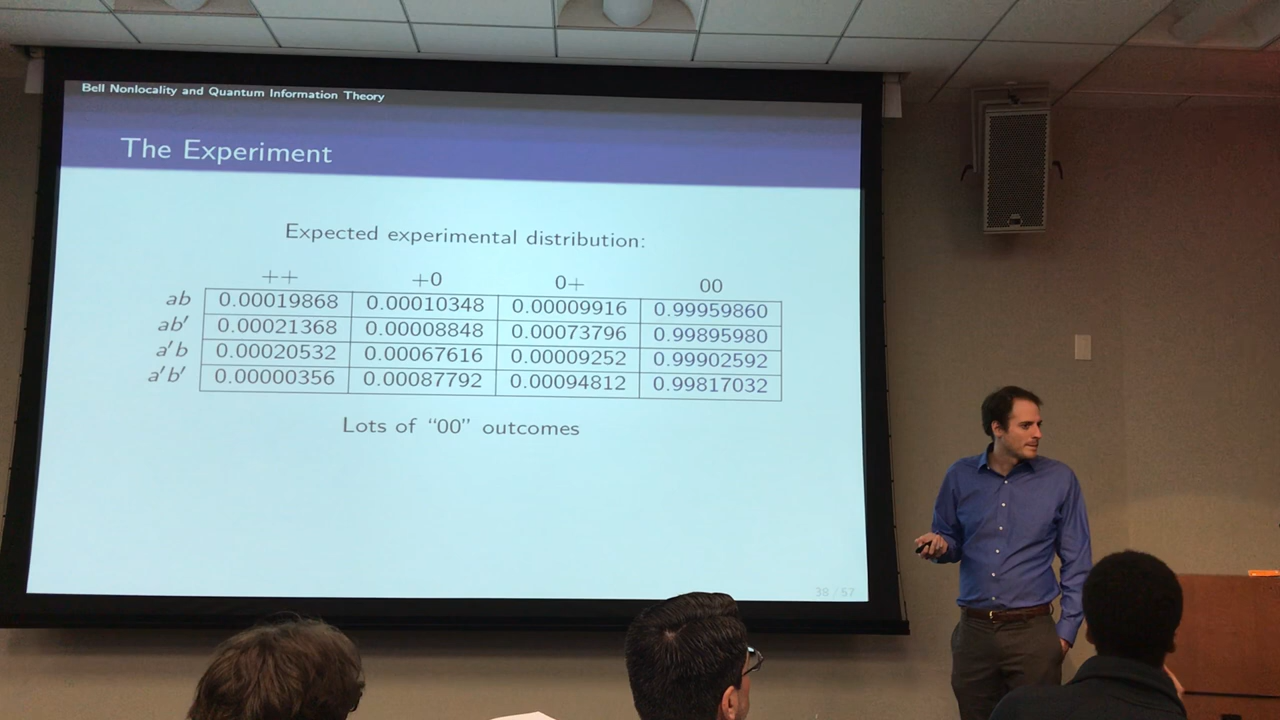 Bell Nonlocality and Quantum Information Theory
The Experiment
Expected experimental distribution:
++ +0 0+ 00
ab 0.00019868 0.00010348 0.00009916 0.99959860
ab′ 0.00021368 0.00008848 0.00073796 0.99895980
a′b 0.00020532 0.00067616 0.00009252 0.99902592
a′b′ 0.00000356 0.00087792 0.00094812 0.99817032
Lots of “00” outcomes
38 / 57